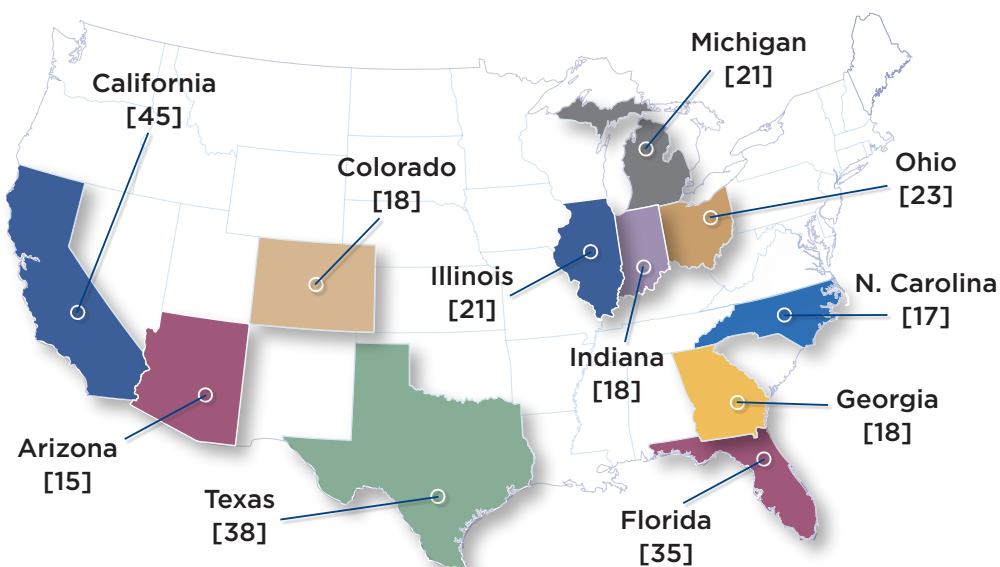 Michigan
[21]
California
[45]
Colorado
[18]
Ohio
[23]
Illinois
[21]
N. Carolina
[17]
Indiana
[18]
Georgia
[18]
Arizona
[15]
Texas
[38]
Florida
[35]